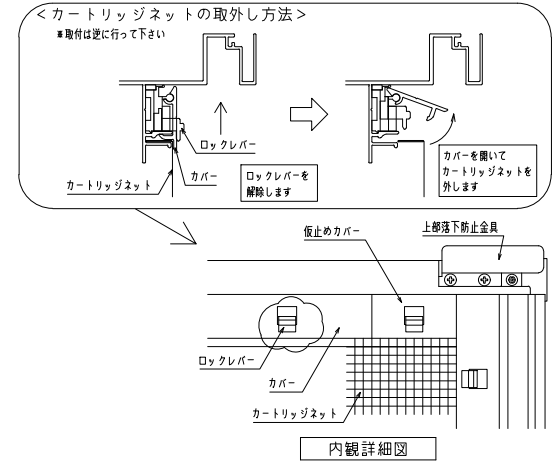 ＜カートリッジネットの取外し方法＞
※取付は逆に行って下さい
ロックレバー
カバー
カートリッジネット
ロックレバーを
解除します
カバーを開いて
カートリッジネットを
外します
仮止めカバー
上部落下防止金具
ロックレバー
カバー
カートリッジネット
内観詳細図